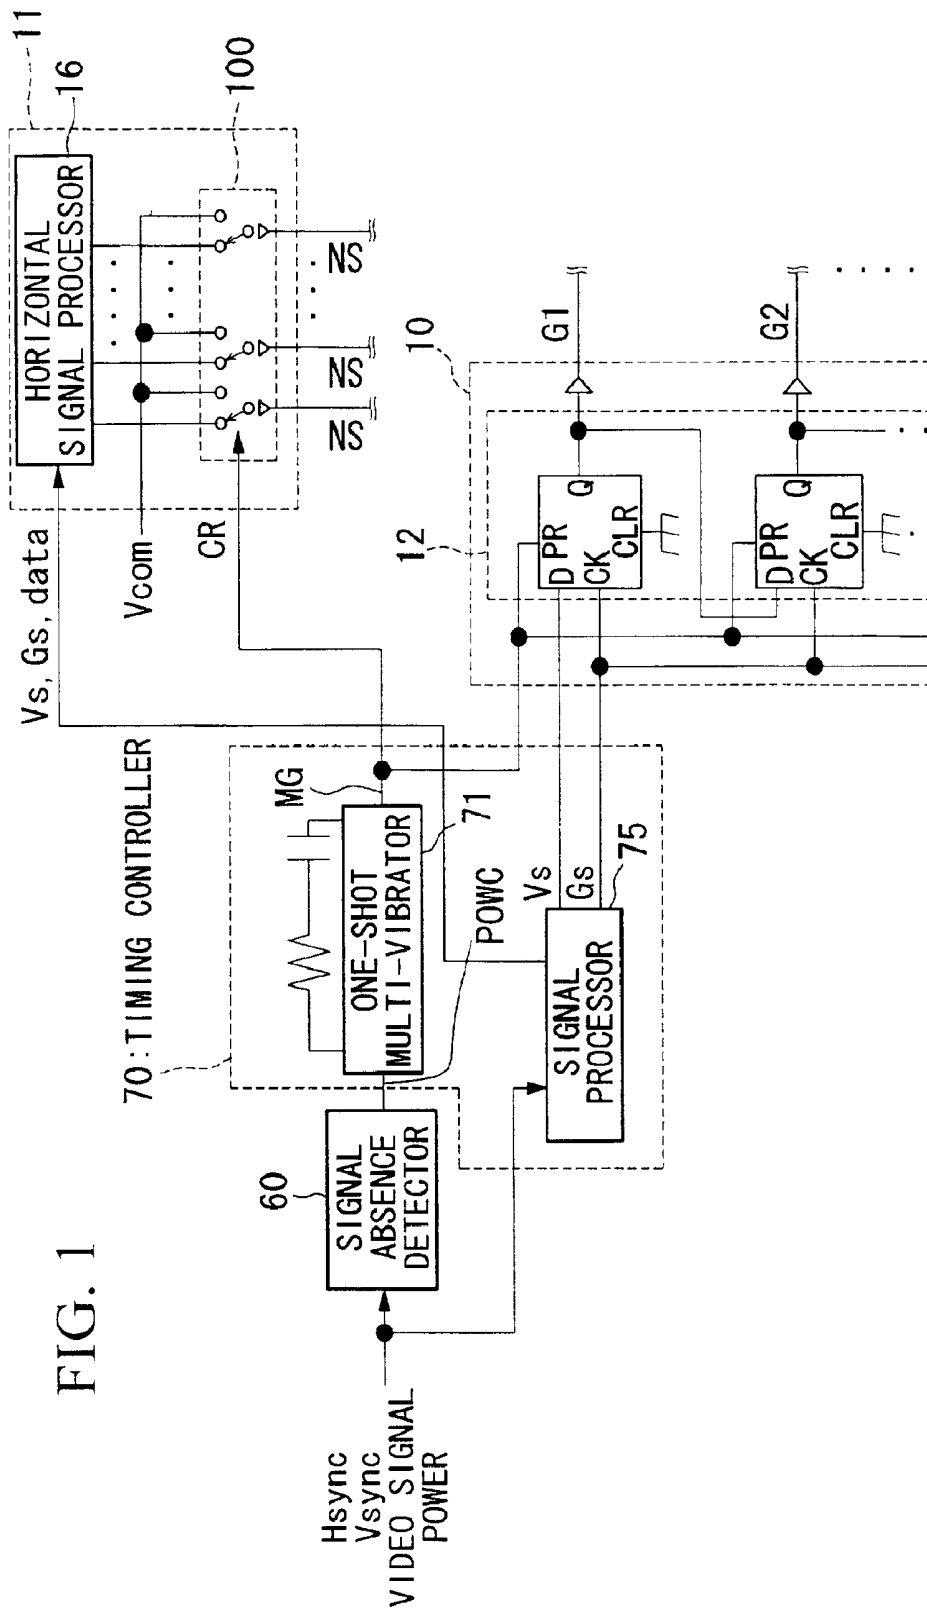 FIG. 1
Hsync
Vsync
VIDEO SIGNAL
POWER
60
SIGNAL
ABSENCE
DETECTOR
70:TIMING CONTROLLER
ONE-SHOT
MULTI-VIBRATOR
71
MG
POWC
SIGNAL
PROCESSOR
75
Vs
Gs
Vs, Gs, data
Vcom
CR
HORIZONTAL
SIGNAL PROCESSOR
11
16
100
NS
NS
NS
10
12
D
PR
Q
CK
CLR
G1
D
PR
Q
CK
CLR
G2